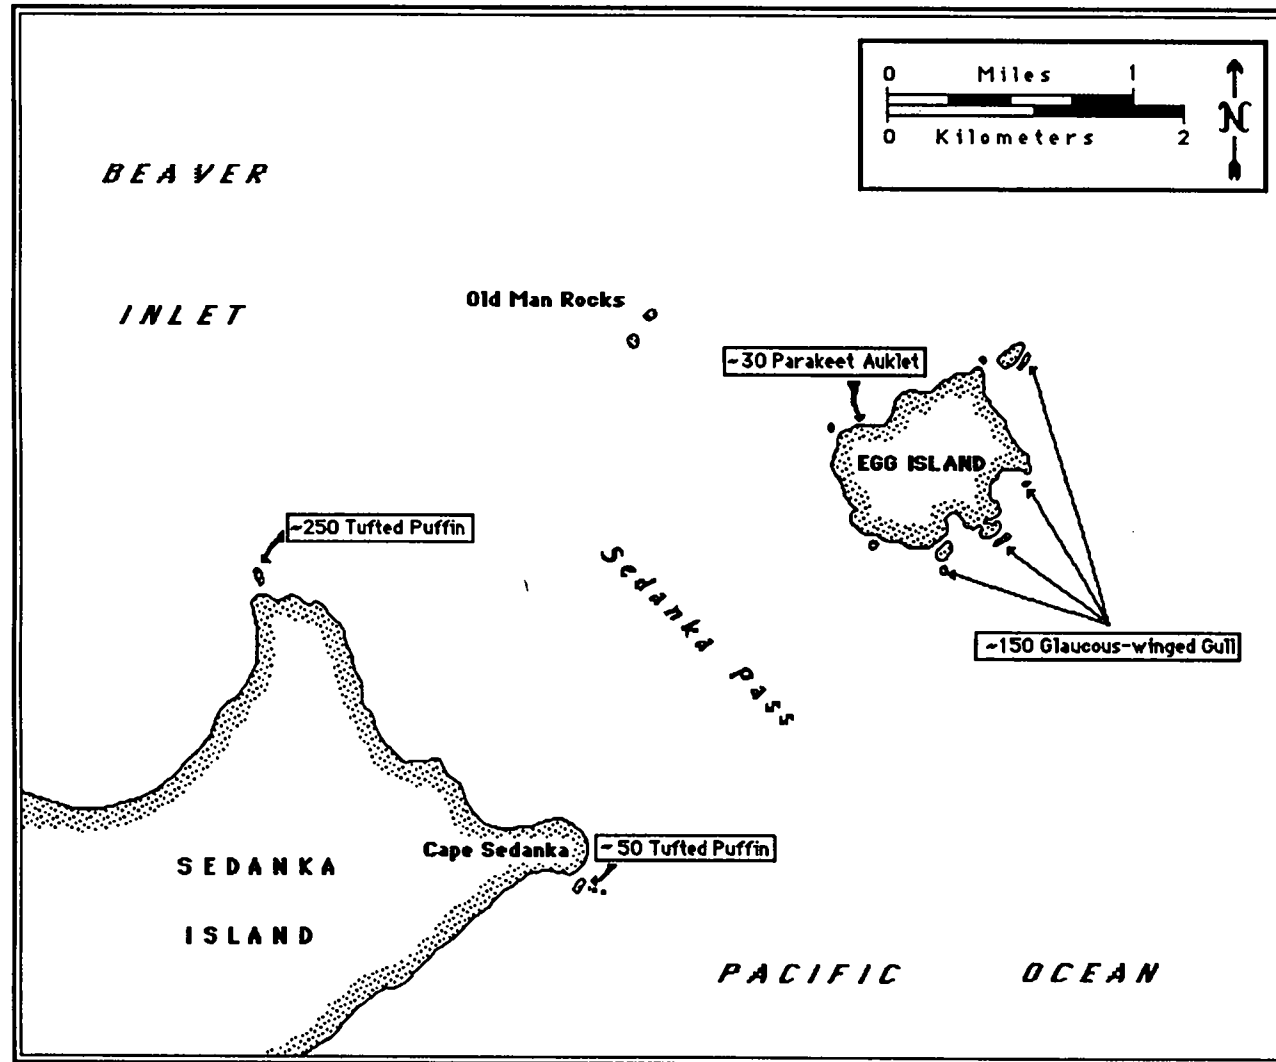 0 Miles 1
N
0 Kilometers 2
BEAVER
INLET
Old Man Rocks
~30 Parakeet Auklet
EGG ISLAND
~250 Tufted Puffin
Sedanka Pass
~150 Glaucous-winged Gull
Cape Sedanka
~50 Tufted Puffin
SEDANKA
ISLAND
PACIFIC OCEAN